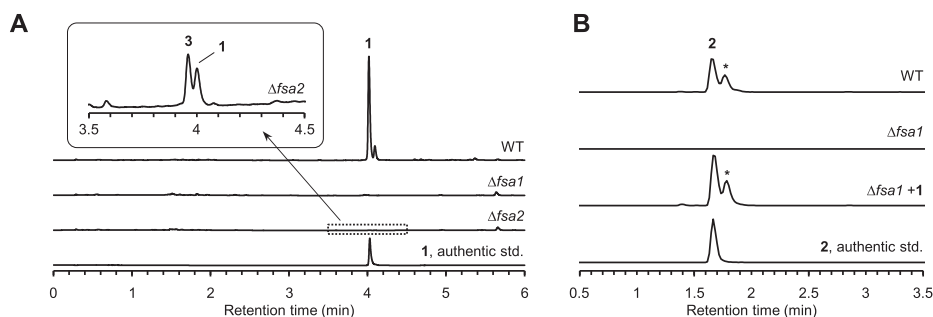 A
B
3
1
Δfsa2
3.5
4
4.5
1
WT
Δfsa1
Δfsa2
1, authentic std.
0 1 2 3 4 5 6
Retention time (min)
2
*
WT
Δfsa1
*
Δfsa1 +1
2, authentic std.
0.5 1 1.5 2 2.5 3 3.5
Retention time (min)